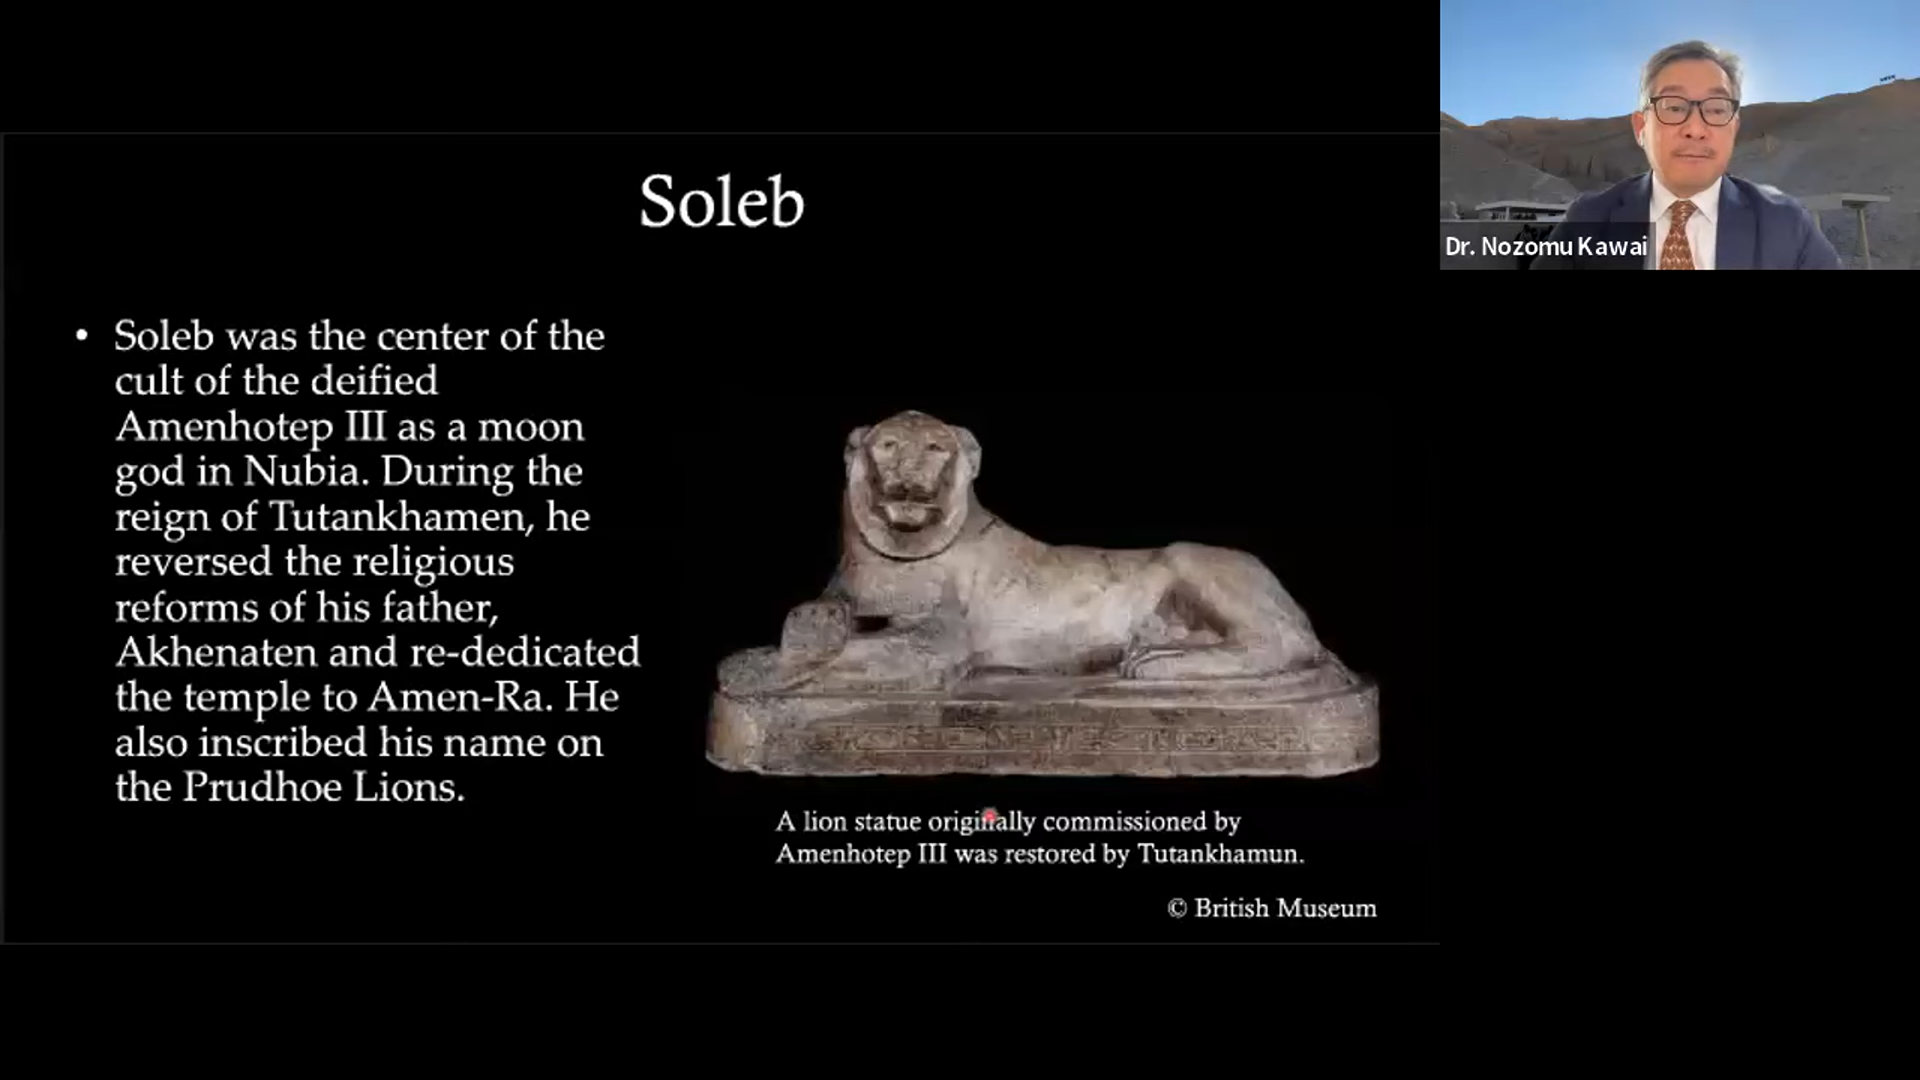 Soleb
• Soleb was the center of the
cult of the deified
Amenhotep III as a moon
god in Nubia. During the
reign of Tutankhamen, he
reversed the religious
reforms of his father,
Akhenaten and re-dedicated
the temple to Amen-Ra. He
also inscribed his name on
the Prudhoe Lions.
A lion statue originally commissioned by
Amenhotep III was restored by Tutankhamun.
© British Museum
Dr. Nozomu Kawai